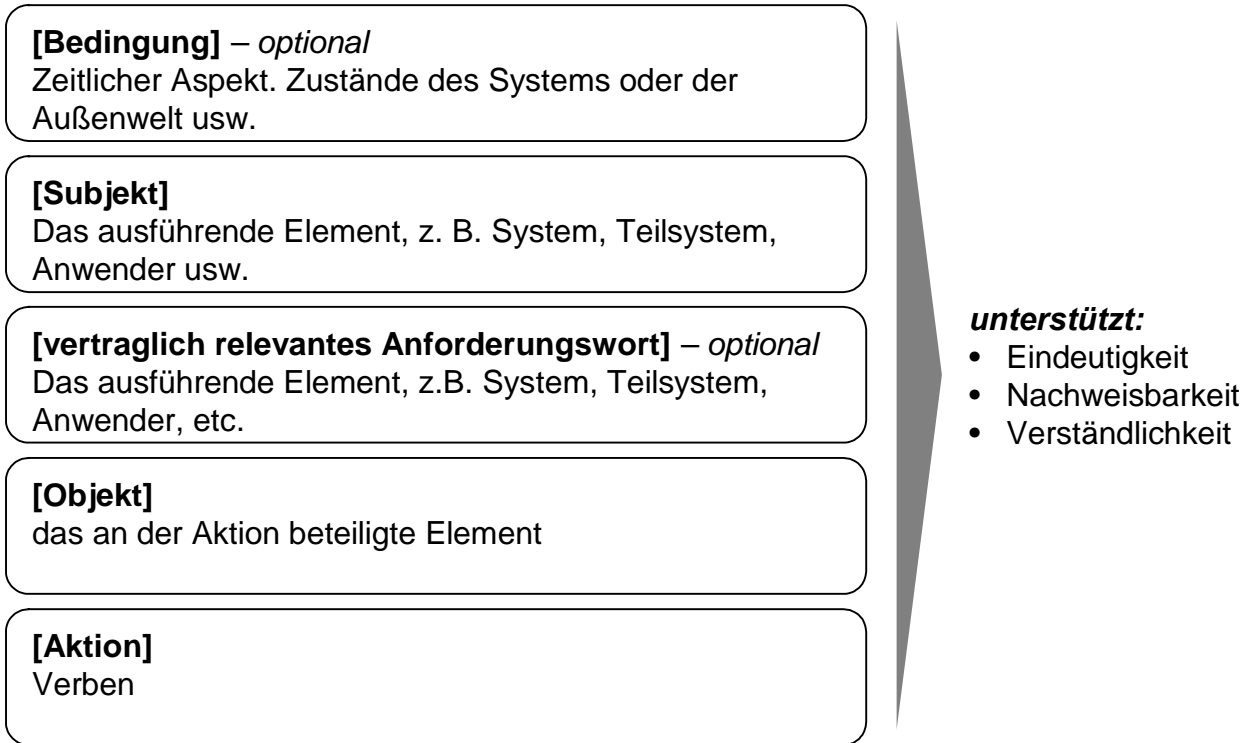 [Bedingung] – optional
Zeitlicher Aspekt. Zustände des Systems oder der
Außenwelt usw.
[Subjekt]
Das ausführende Element, z. B. System, Teilsystem,
Anwender usw.
[vertraglich relevantes Anforderungswort] – optional
Das ausführende Element, z.B. System, Teilsystem,
Anwender, etc.
[Objekt]
das an der Aktion beteiligte Element
[Aktion]
Verben
unterstützt:
• Eindeutigkeit
• Nachweisbarkeit
• Verständlichkeit